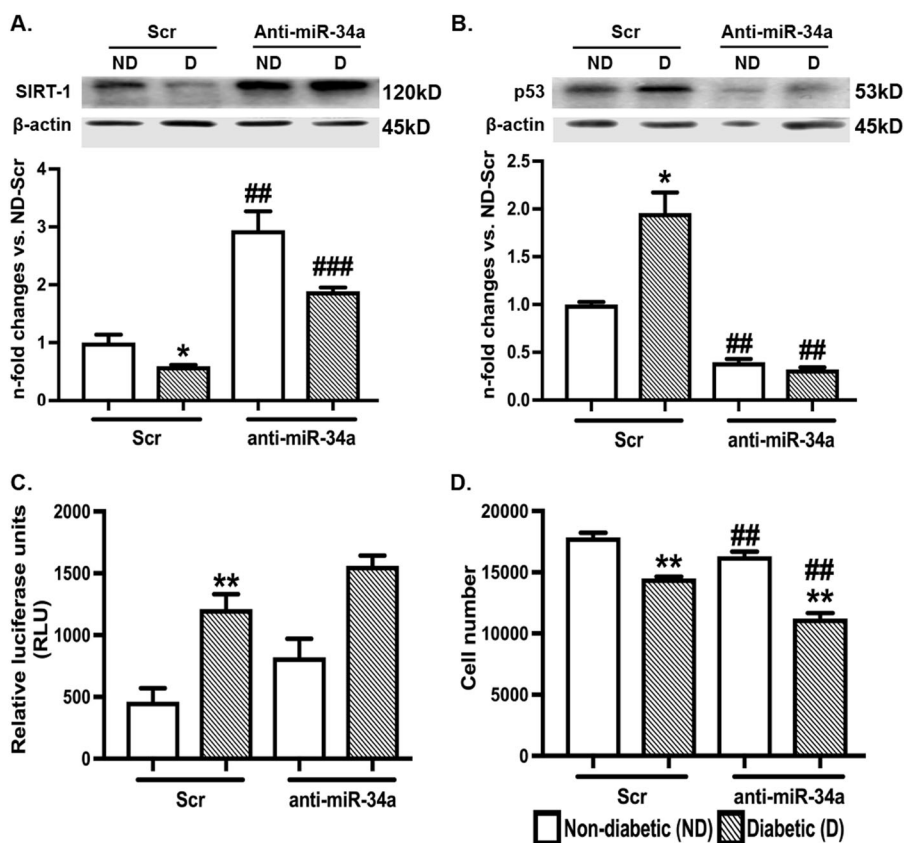 A.
Scr Anti-miR-34a
ND D ND D
SIRT-1 120kD
β-actin 45kD
n-fold changes vs. ND-Scr
4
3
2
1
0
##
###
*
Scr anti-miR-34a
B.
Scr Anti-miR-34a
ND D ND D
p53 53kD
β-actin 45kD
n-fold changes vs. ND-Scr
2.5
2.0
1.5
1.0
0.5
0.0
*
## ##
Scr anti-miR-34a
C.
Relative luciferase units
(RLU)
2000
1500
1000
500
0
**
Scr anti-miR-34a
D.
Cell number
20000
15000
10000
5000
0
** ## ##
**
Scr anti-miR-34a
Non-diabetic (ND) Diabetic (D)